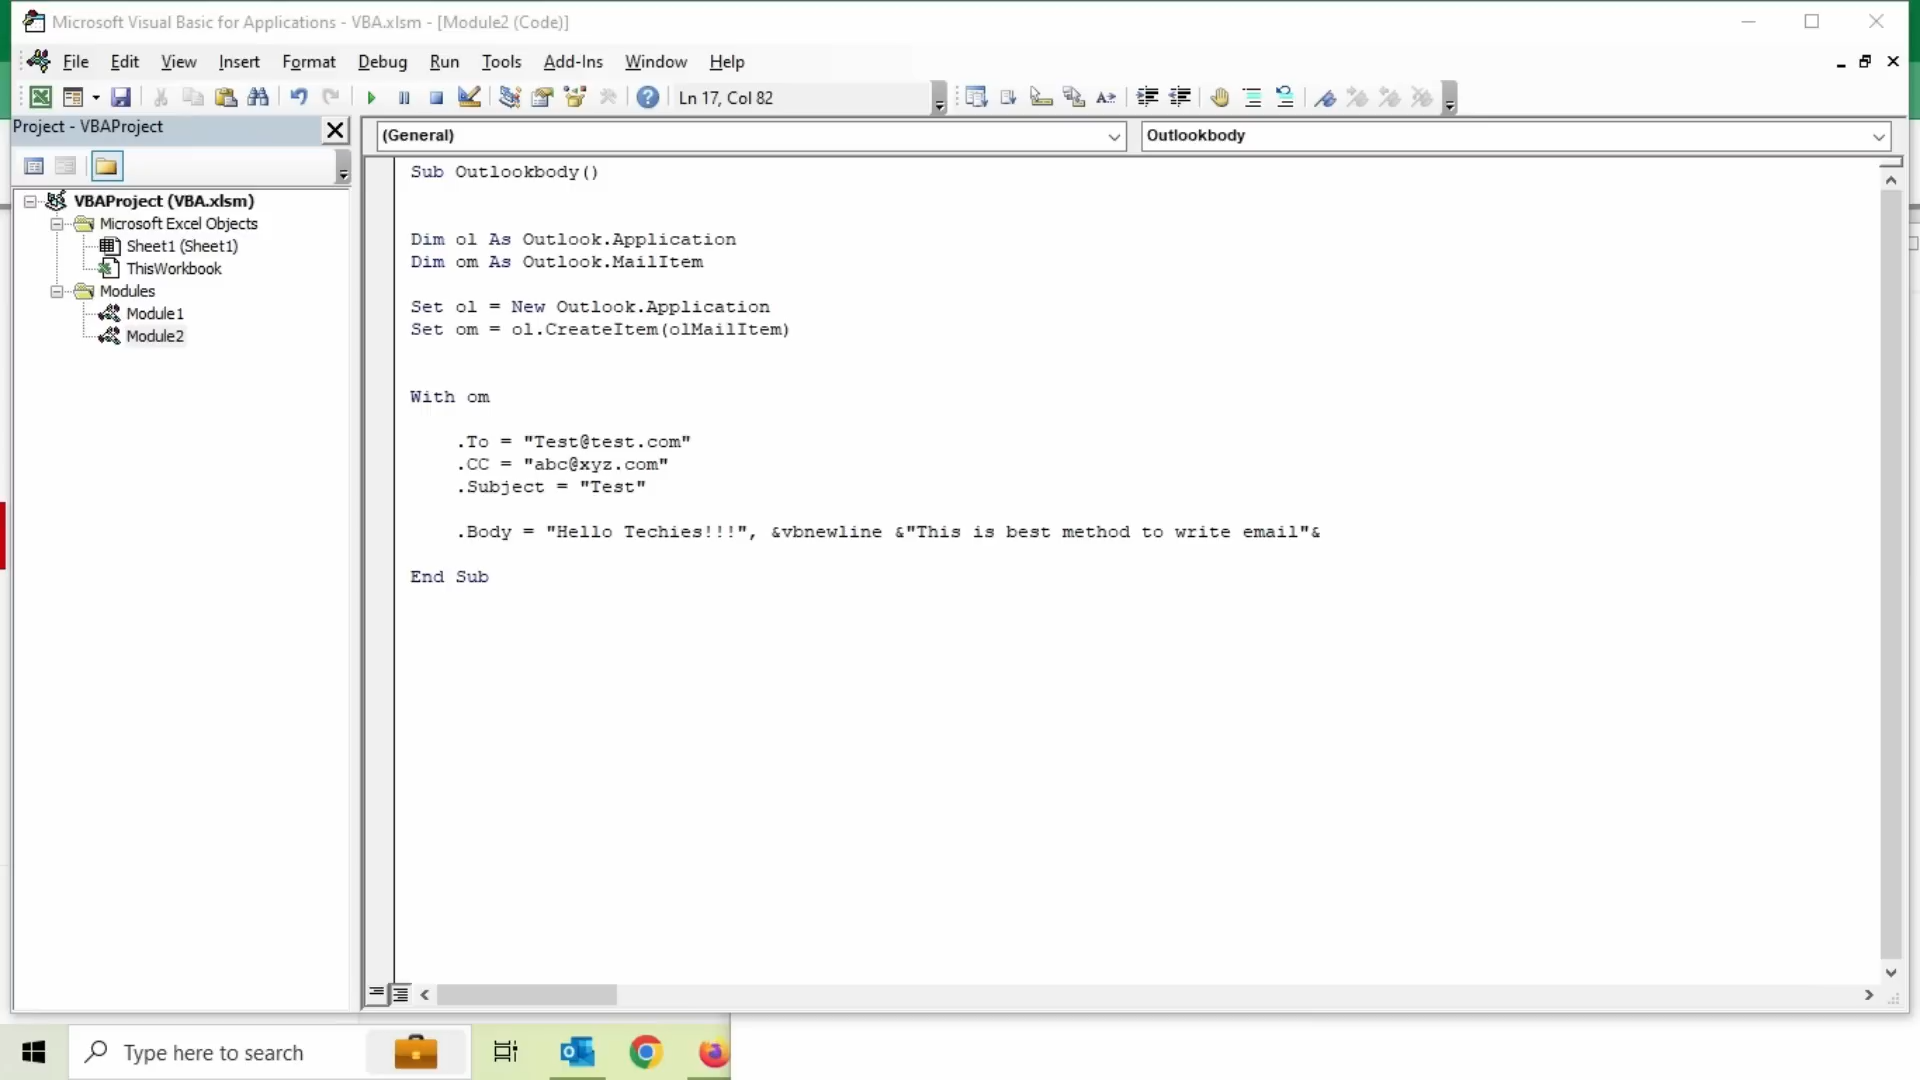 Microsoft Visual Basic for Applications - VBA.xlsm - [Module2 (Code)]
File Edit View Insert Format Debug Run Tools Add-Ins Window Help
Ln 17, Col 82
Project - VBAProject
(General)
Outlookbody
VBAProject (VBA.xlsm)
Microsoft Excel Objects
Sheet1 (Sheet1)
ThisWorkbook
Modules
Module1
Module2
Sub Outlookbody()
Dim ol As Outlook.Application
Dim om As Outlook.MailItem
Set ol = New Outlook.Application
Set om = ol.CreateItem(olMailItem)
With om
.To = "Test@test.com"
.CC = "abc@xyz.com"
.Subject = "Test"
.Body = "Hello Techies!!!", &vbnewline &"This is best method to write email"&
End Sub
Type here to search